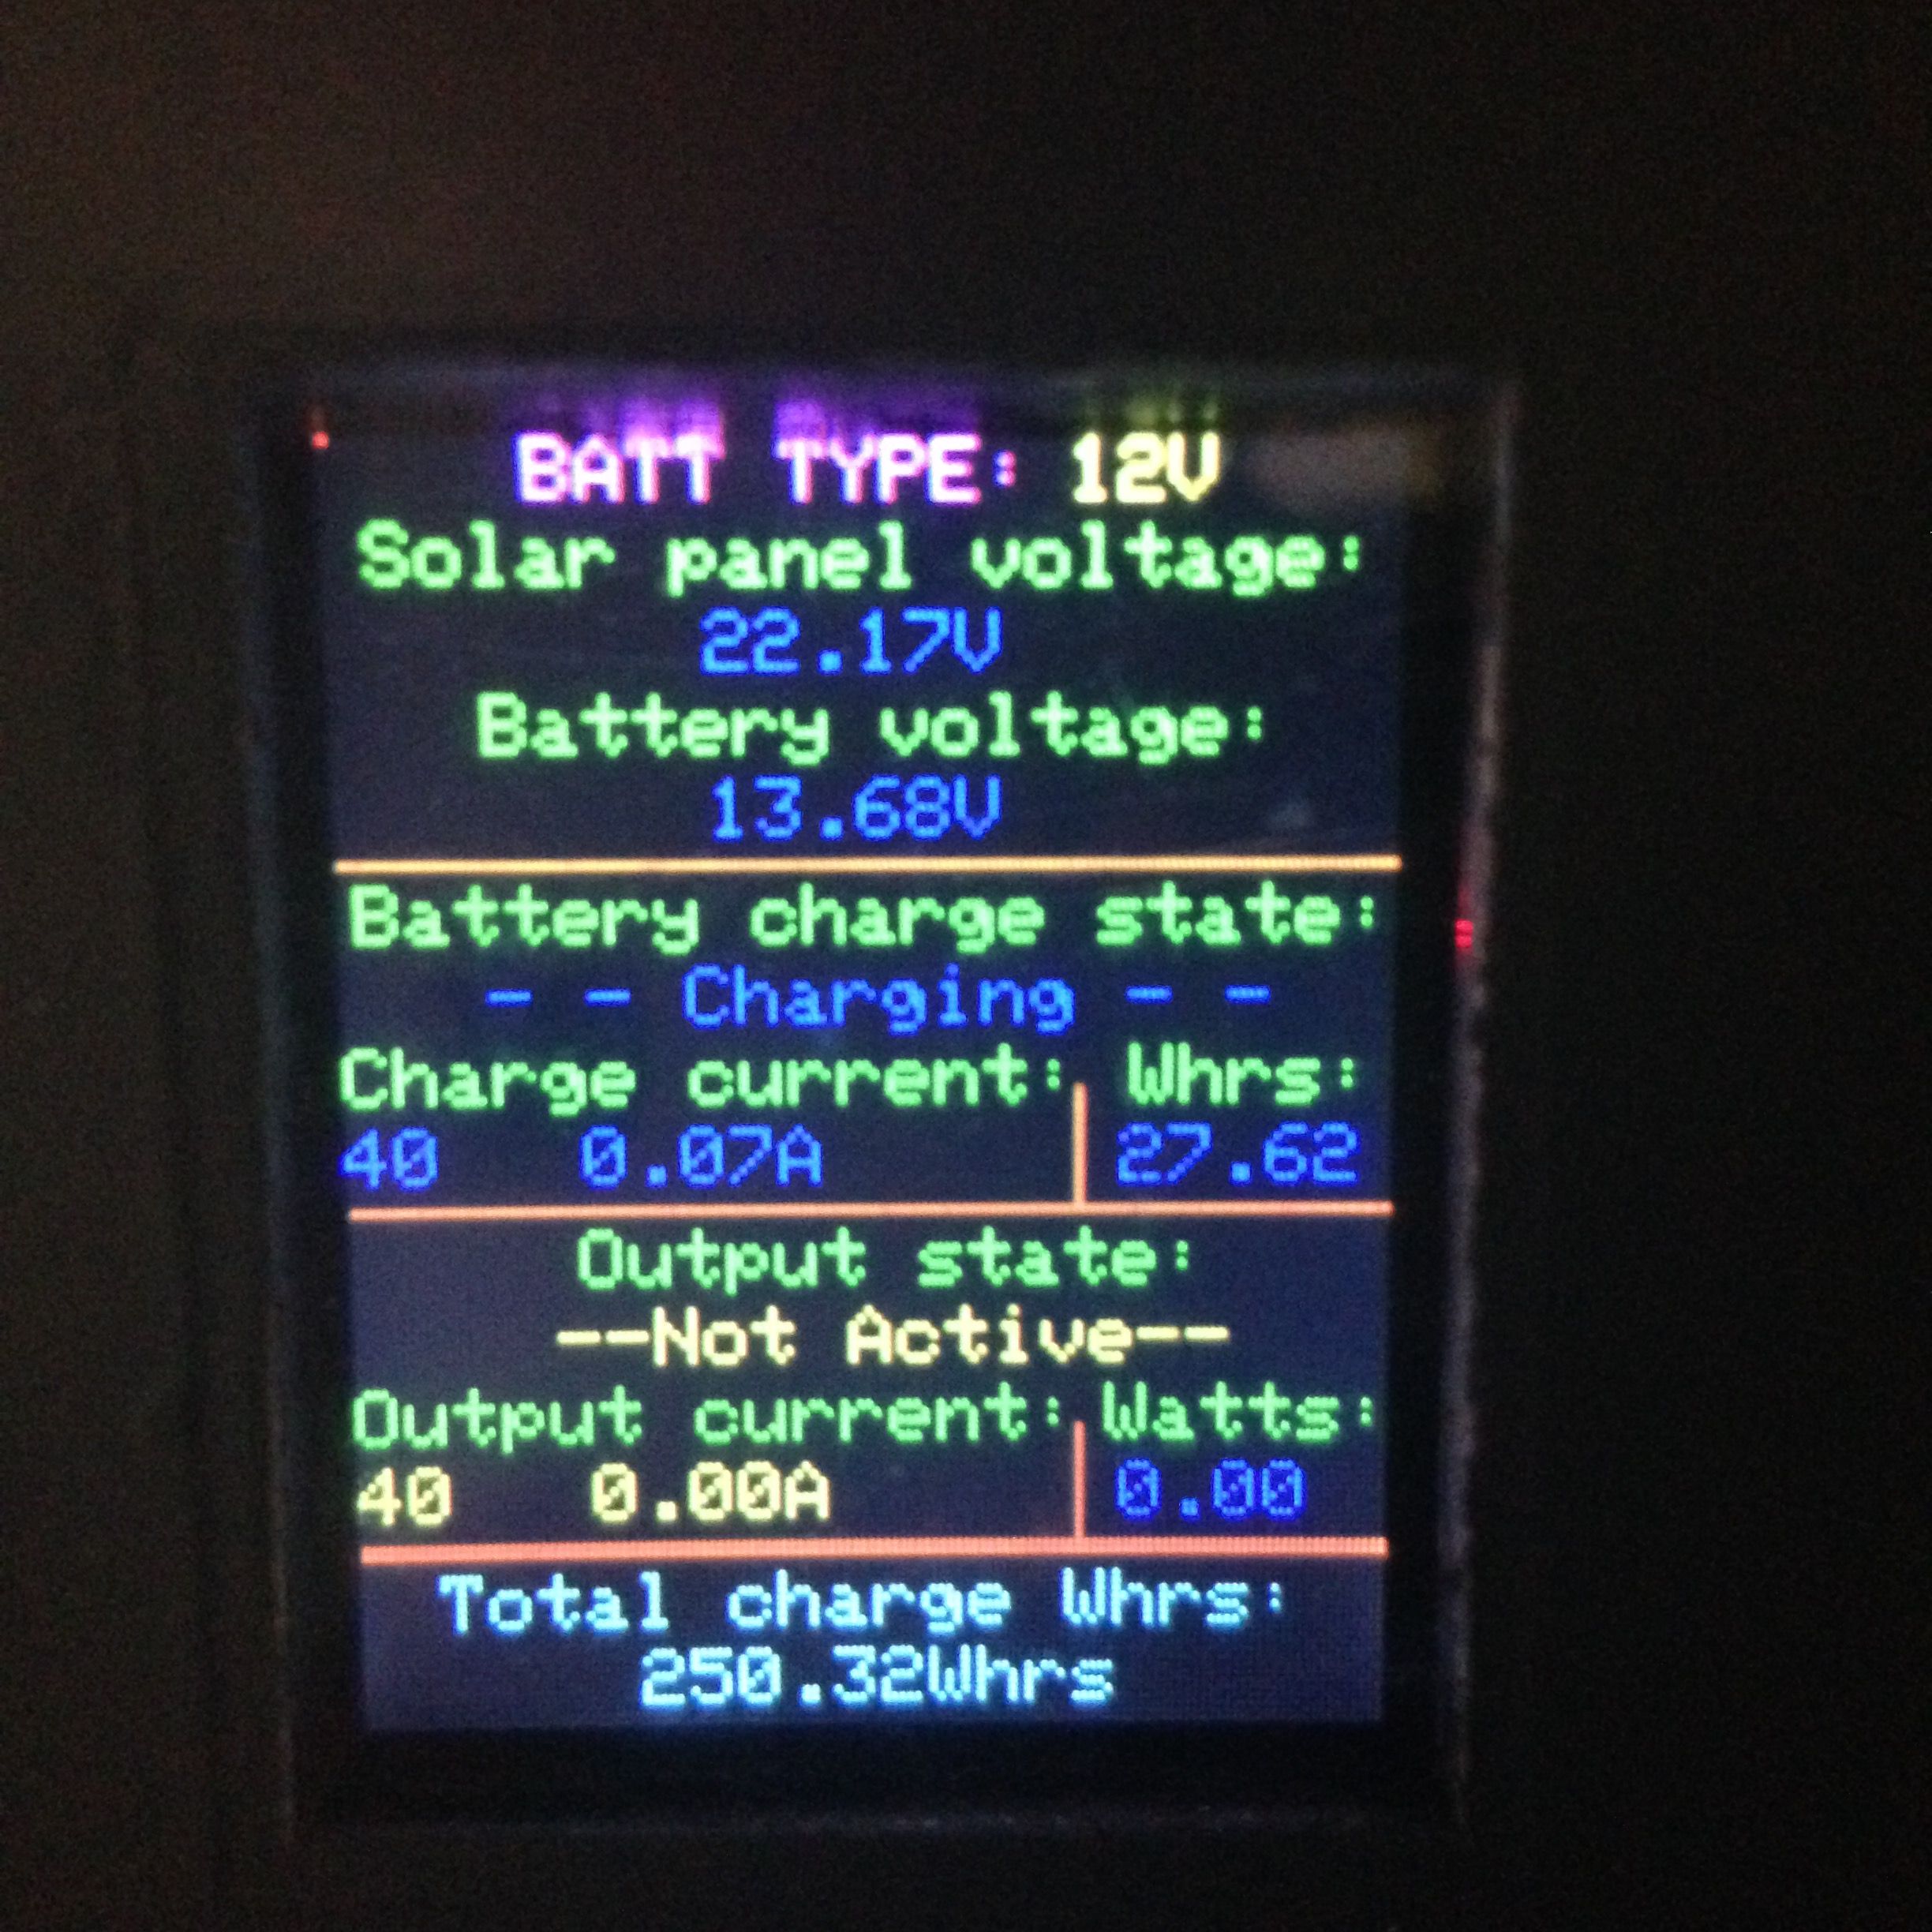 BATT TYPE: 12V
Solar panel voltage:
22.17V
Battery voltage:
13.68V
Battery charge state:
- - Charging - -
Charge current: Whrs:
40 0.07A 27.62
Output state:
--Not Active--
Output current: Watts:
40 0.00A 0.00
Total charge Whrs:
250.32Whrs